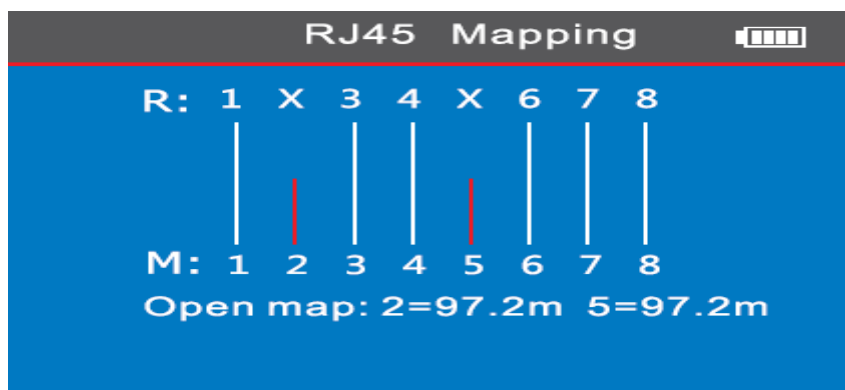 RJ45 Mapping
R: 1 X 3 4 X 6 7 8
M: 1 2 3 4 5 6 7 8
Open map: 2=97.2m 5=97.2m